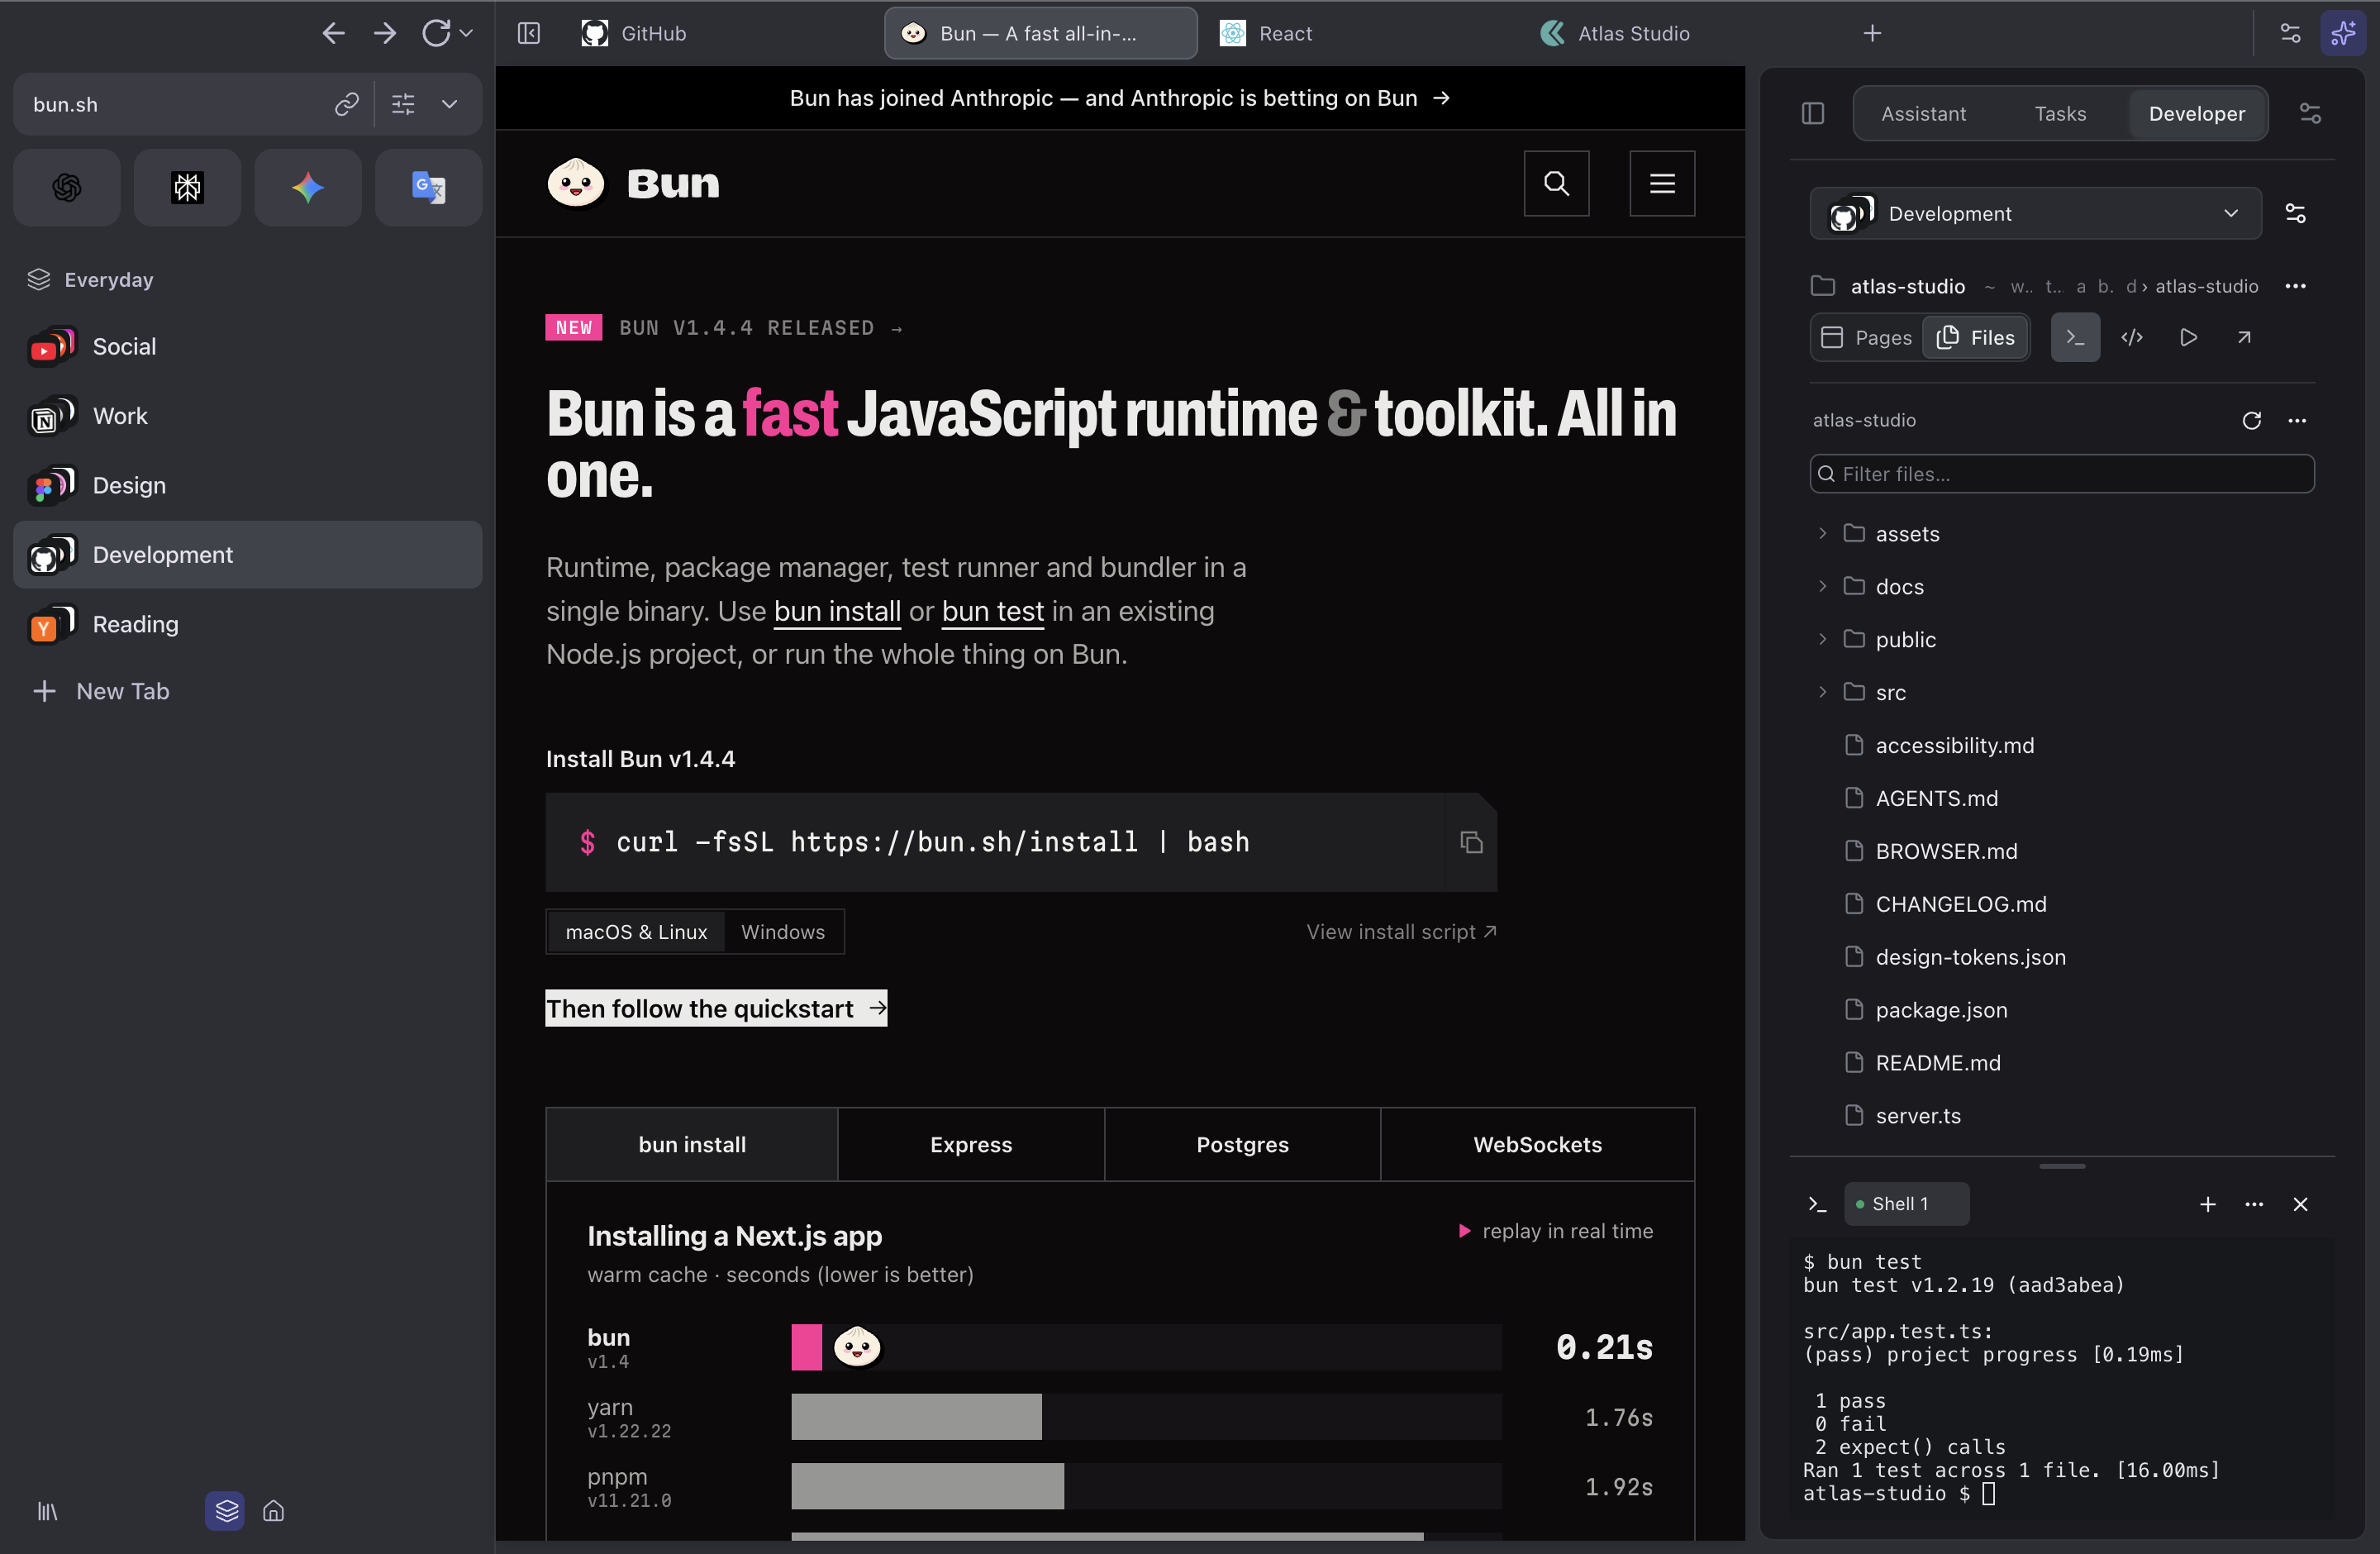 GitHub
Bun — A fast all-in-...
React
Atlas Studio
bun.sh
Everyday
Social
Work
Design
Development
Reading
New Tab
Bun has joined Anthropic — and Anthropic is betting on Bun →
Bun
NEW BUN V1.4.4 RELEASED →
Bun is a fast JavaScript runtime & toolkit. All in
one.
Runtime, package manager, test runner and bundler in a
single binary. Use bun install or bun test in an existing
Node.js project, or run the whole thing on Bun.
Install Bun v1.4.4
$ curl -fsSL https://bun.sh/install | bash
macOS & Linux Windows
View install script ↗
Then follow the quickstart →
bun install Express Postgres WebSockets
Installing a Next.js app
replay in real time
warm cache · seconds (lower is better)
bun
v1.4
0.21s
yarn
v1.22.22
1.76s
pnpm
v11.21.0
1.92s
Assistant Tasks Developer
Development
atlas-studio ~ w.. t... a b. d › atlas-studio
Pages Files
atlas-studio
Filter files...
assets
docs
public
src
accessibility.md
AGENTS.md
BROWSER.md
CHANGELOG.md
design-tokens.json
package.json
README.md
server.ts
Shell 1
$ bun test
bun test v1.2.19 (aad3abea)
src/app.test.ts:
(pass) project progress [0.19ms]
1 pass
0 fail
2 expect() calls
Ran 1 test across 1 file. [16.00ms]
atlas-studio $